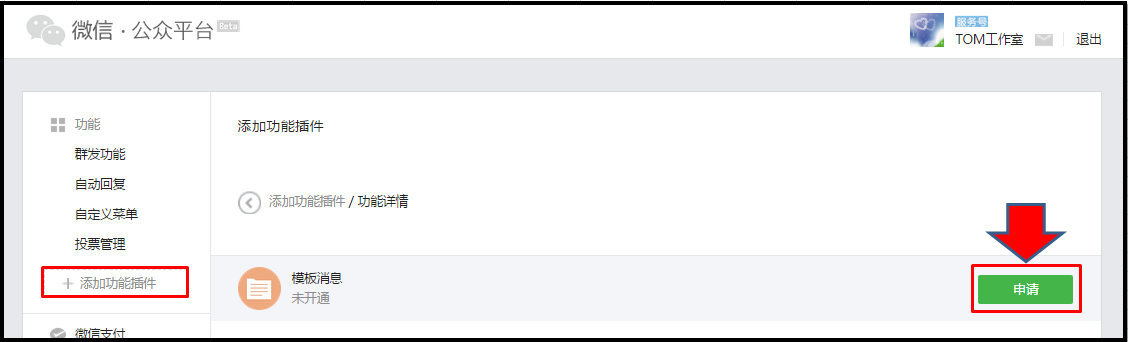 微信·公众平台 Beta
服务号
TOM工作室
退出
功能
群发功能
自动回复
自定义菜单
投票管理
+ 添加功能插件
微信支付
添加功能插件
添加功能插件 / 功能详情
模板消息
未开通
申请